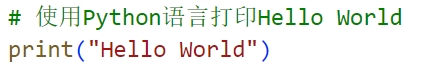 # 使用Python语言打印Hello World
print("Hello World")